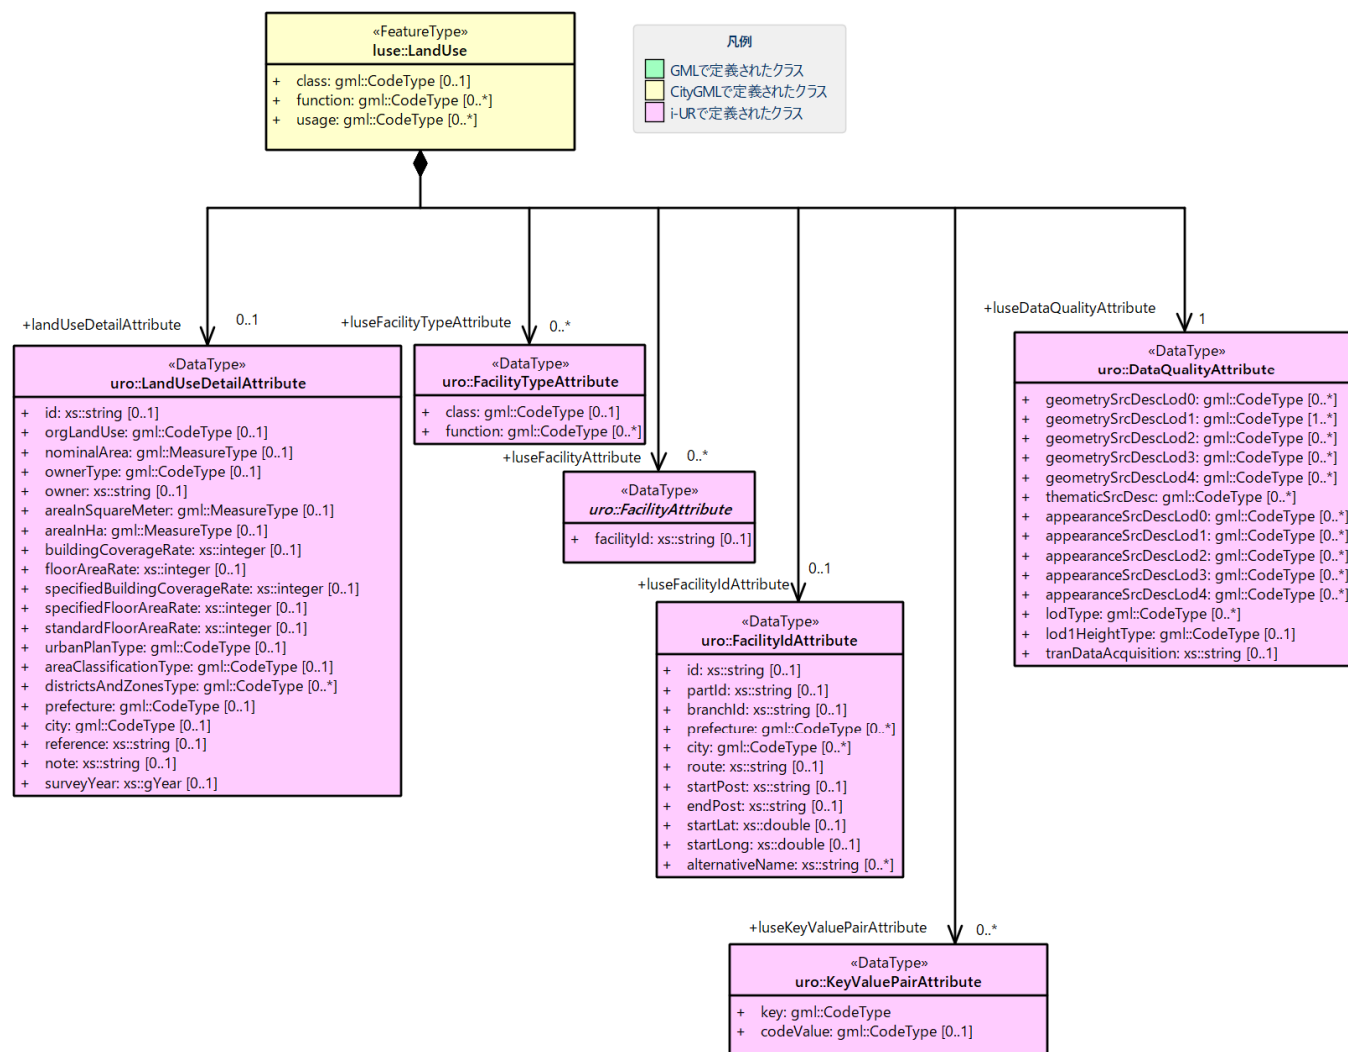 «FeatureType»
luse::LandUse
+ class: gml::CodeType [0..1]
+ function: gml::CodeType [0..*]
+ usage: gml::CodeType [0..*]
凡例
GMLで定義されたクラス
CityGMLで定義されたクラス
i-URで定義されたクラス
+landUseDetailAttribute
0..1
«DataType»
uro::LandUseDetailAttribute
+ id: xs::string [0..1]
+ orgLandUse: gml::CodeType [0..1]
+ nominalArea: gml::MeasureType [0..1]
+ ownerType: gml::CodeType [0..1]
+ owner: xs::string [0..1]
+ areaInSquareMeter: gml::MeasureType [0..1]
+ areaInHa: gml::MeasureType [0..1]
+ buildingCoverageRate: xs::integer [0..1]
+ floorAreaRate: xs::integer [0..1]
+ specifiedBuildingCoverageRate: xs::integer [0..1]
+ specifiedFloorAreaRate: xs::integer [0..1]
+ standardFloorAreaRate: xs::integer [0..1]
+ urbanPlanType: gml::CodeType [0..1]
+ areaClassificationType: gml::CodeType [0..1]
+ districtsAndZonesType: gml::CodeType [0..*]
+ prefecture: gml::CodeType [0..1]
+ city: gml::CodeType [0..1]
+ reference: xs::string [0..1]
+ note: xs::string [0..1]
+ surveyYear: xs::gYear [0..1]
+luseFacilityTypeAttribute
0..*
«DataType»
uro::FacilityTypeAttribute
+ class: gml::CodeType [0..1]
+ function: gml::CodeType [0..*]
+luseFacilityAttribute
0..*
«DataType»
uro::FacilityAttribute
+ facilityId: xs::string [0..1]
+luseFacilityIdAttribute
0..1
«DataType»
uro::FacilityIdAttribute
+ id: xs::string [0..1]
+ partId: xs::string [0..1]
+ branchId: xs::string [0..1]
+ prefecture: gml::CodeType [0..*]
+ city: gml::CodeType [0..*]
+ route: xs::string [0..1]
+ startPost: xs::string [0..1]
+ endPost: xs::string [0..1]
+ startLat: xs::double [0..1]
+ startLong: xs::double [0..1]
+ alternativeName: xs::string [0..*]
+luseKeyValuePairAttribute
0..*
«DataType»
uro::KeyValuePairAttribute
+ key: gml::CodeType
+ codeValue: gml::CodeType [0..1]
+luseDataQualityAttribute
1
«DataType»
uro::DataQualityAttribute
+ geometrySrcDescLod0: gml::CodeType [0..*]
+ geometrySrcDescLod1: gml::CodeType [1..*]
+ geometrySrcDescLod2: gml::CodeType [0..*]
+ geometrySrcDescLod3: gml::CodeType [0..*]
+ geometrySrcDescLod4: gml::CodeType [0..*]
+ thematicSrcDesc: gml::CodeType [0..*]
+ appearanceSrcDescLod0: gml::CodeType [0..*]
+ appearanceSrcDescLod1: gml::CodeType [0..*]
+ appearanceSrcDescLod2: gml::CodeType [0..*]
+ appearanceSrcDescLod3: gml::CodeType [0..*]
+ appearanceSrcDescLod4: gml::CodeType [0..*]
+ lodType: gml::CodeType [0..*]
+ lod1HeightType: gml::CodeType [0..1]
+ tranDataAcquisition: xs::string [0..1]